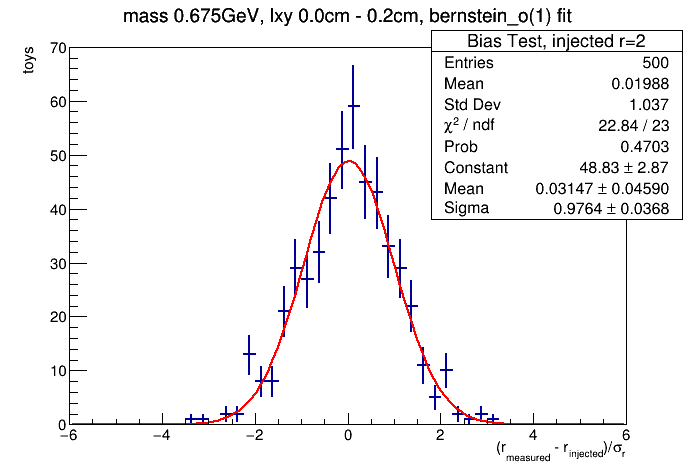 mass 0.675GeV, lxy 0.0cm - 0.2cm, bernstein_o(1) fit
toys
Bias Test, injected r=2
Entries 500
Mean 0.01988
Std Dev 1.037
χ² / ndf 22.84 / 23
Prob 0.4703
Constant 48.83 ± 2.87
Mean 0.03147 ± 0.04590
Sigma 0.9764 ± 0.0368
70
60
50
40
30
20
10
0
−6 −4 −2 0 2 4 6
(r_measured - r_injected)/σ_r